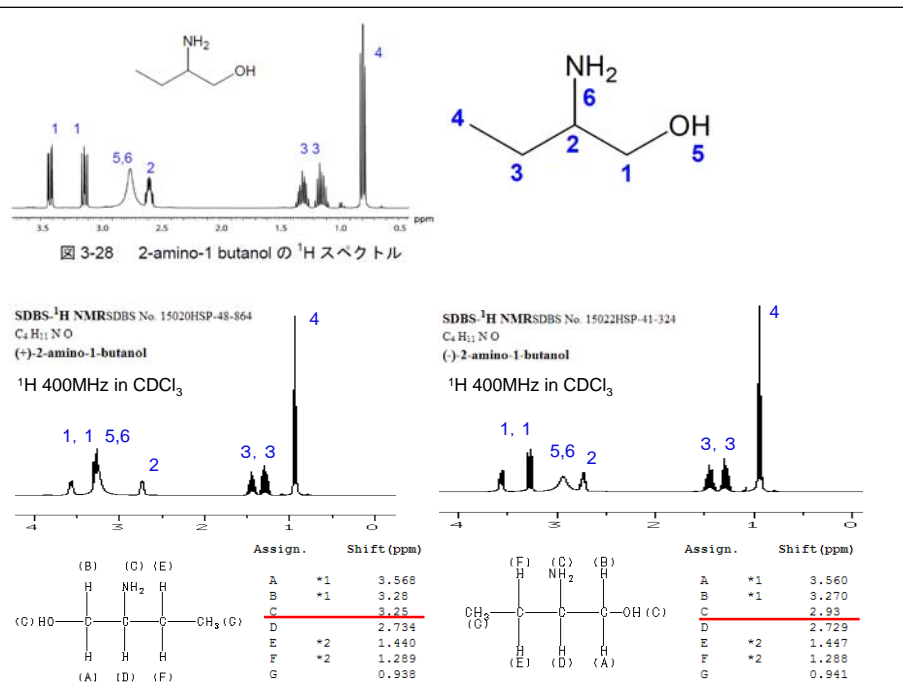 NH2
OH
4
1 1
5,6
2
3 3
3.5 3.0 2.5 2.0 1.5 1.0 0.5 ppm
図 3-28 2-amino-1 butanol の ¹H スペクトル
NH2
6
4
OH
5
2
3
1
SDBS-¹H NMRSDBS No. 15020HSP-48-864
C4 H11 N O
(+)-2-amino-1-butanol
¹H 400MHz in CDCl3
4
1, 1 5,6
2
3, 3
4 3 2 1 0
SDBS-¹H NMRSDBS No. 15022HSP-41-324
C4 H11 N O
(-)-2-amino-1-butanol
¹H 400MHz in CDCl3
4
1, 1
5,6
2
3, 3
4 3 2 1 0
(B) (C) (E)
H NH2 H
(C) HO C C C CH3 (G)
H H H
(A) (D) (F)
Assign. Shift(ppm)
A *1 3.568
B *1 3.28
C 3.25
D 2.734
E *2 1.440
F *2 1.289
G 0.938
(F) (C) (B)
H NH2 H
CH3 C C C OH (C)
(G)
H H H
(E) (D) (A)
Assign. Shift(ppm)
A *1 3.560
B *1 3.270
C 2.93
D 2.729
E *2 1.447
F *2 1.288
G 0.941